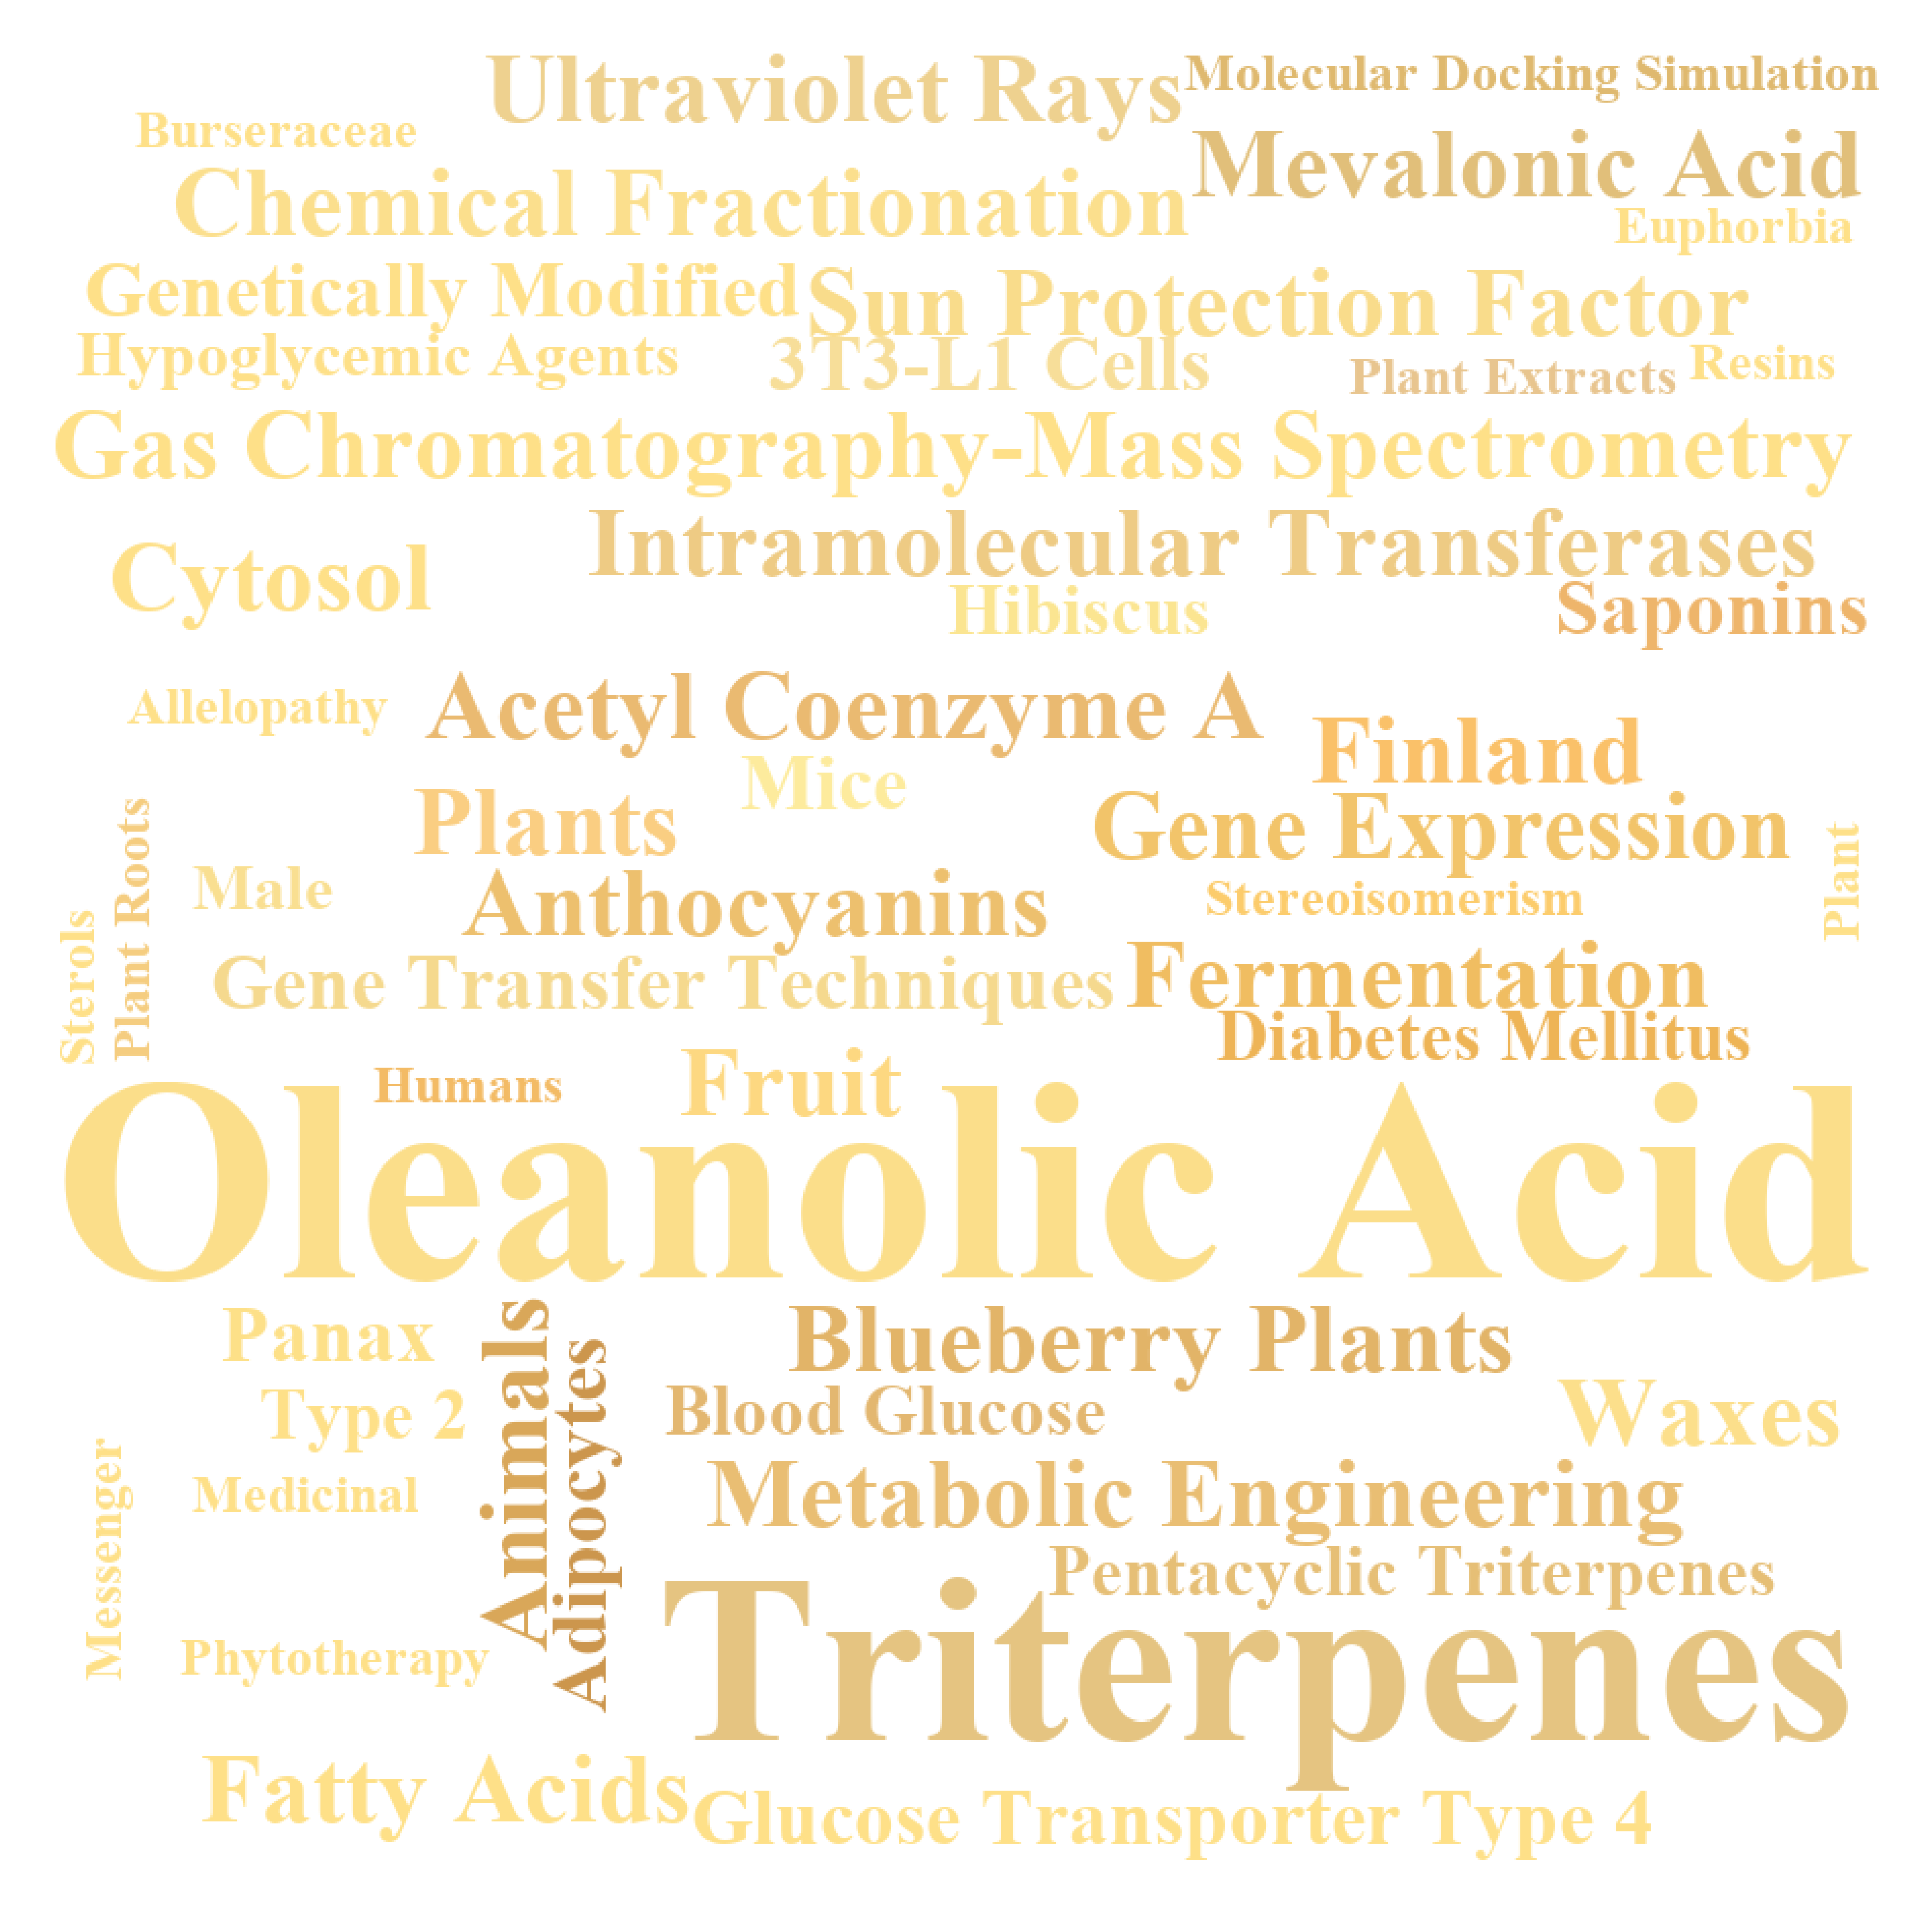 Ultraviolet Rays
Molecular Docking Simulation
Burseraceae
Mevalonic Acid
Chemical Fractionation
Euphorbia
Genetically Modified
Sun Protection Factor
Hypoglycemic Agents
3T3-L1 Cells
Plant Extracts
Resins
Gas Chromatography-Mass Spectrometry
Intramolecular Transferases
Cytosol
Hibiscus
Saponins
Allelopathy
Acetyl Coenzyme A
Finland
Mice
Plants
Gene Expression
Plant Roots
Plant
Male
Anthocyanins
Stereoisomerism
Sterols
Gene Transfer Techniques
Fermentation
Diabetes Mellitus
Humans
Fruit
Oleanolic Acid
Panax
Animals
Adipocytes
Blueberry Plants
Type 2
Blood Glucose
Waxes
Messenger
Medicinal
Metabolic Engineering
Pentacyclic Triterpenes
Phytotherapy
Triterpenes
Fatty Acids
Glucose Transporter Type 4